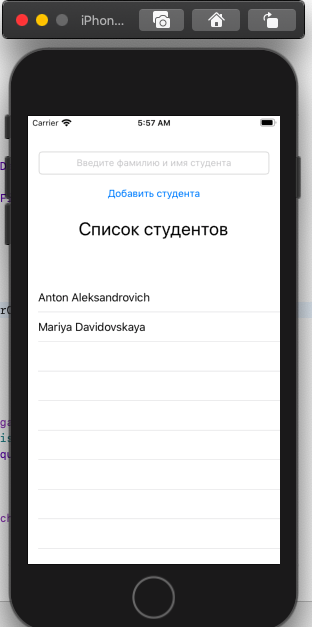 iPhon...
Carrier
5:57 AM
Введите фамилию и имя студента
Добавить студента
Список студентов
Anton Aleksandrovich
Mariya Davidovskaya